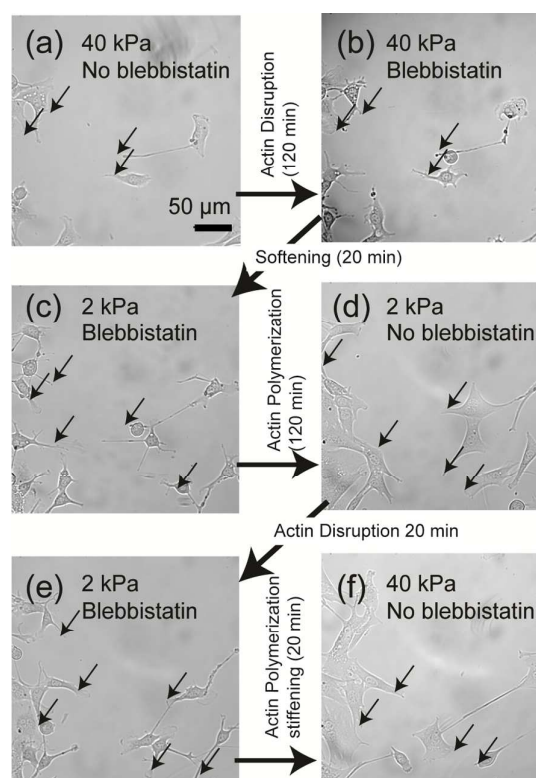 (a)
40 kPa
No blebbistatin
50 µm
Actin Disruption
(120 min)
(b)
40 kPa
Blebbistatin
Softening (20 min)
(c)
2 kPa
Blebbistatin
Actin Polymerization
(120 min)
(d)
2 kPa
No blebbistatin
Actin Disruption 20 min
(e)
2 kPa
Blebbistatin
Actin Polymerization
stiffening (20 min)
(f)
40 kPa
No blebbistatin